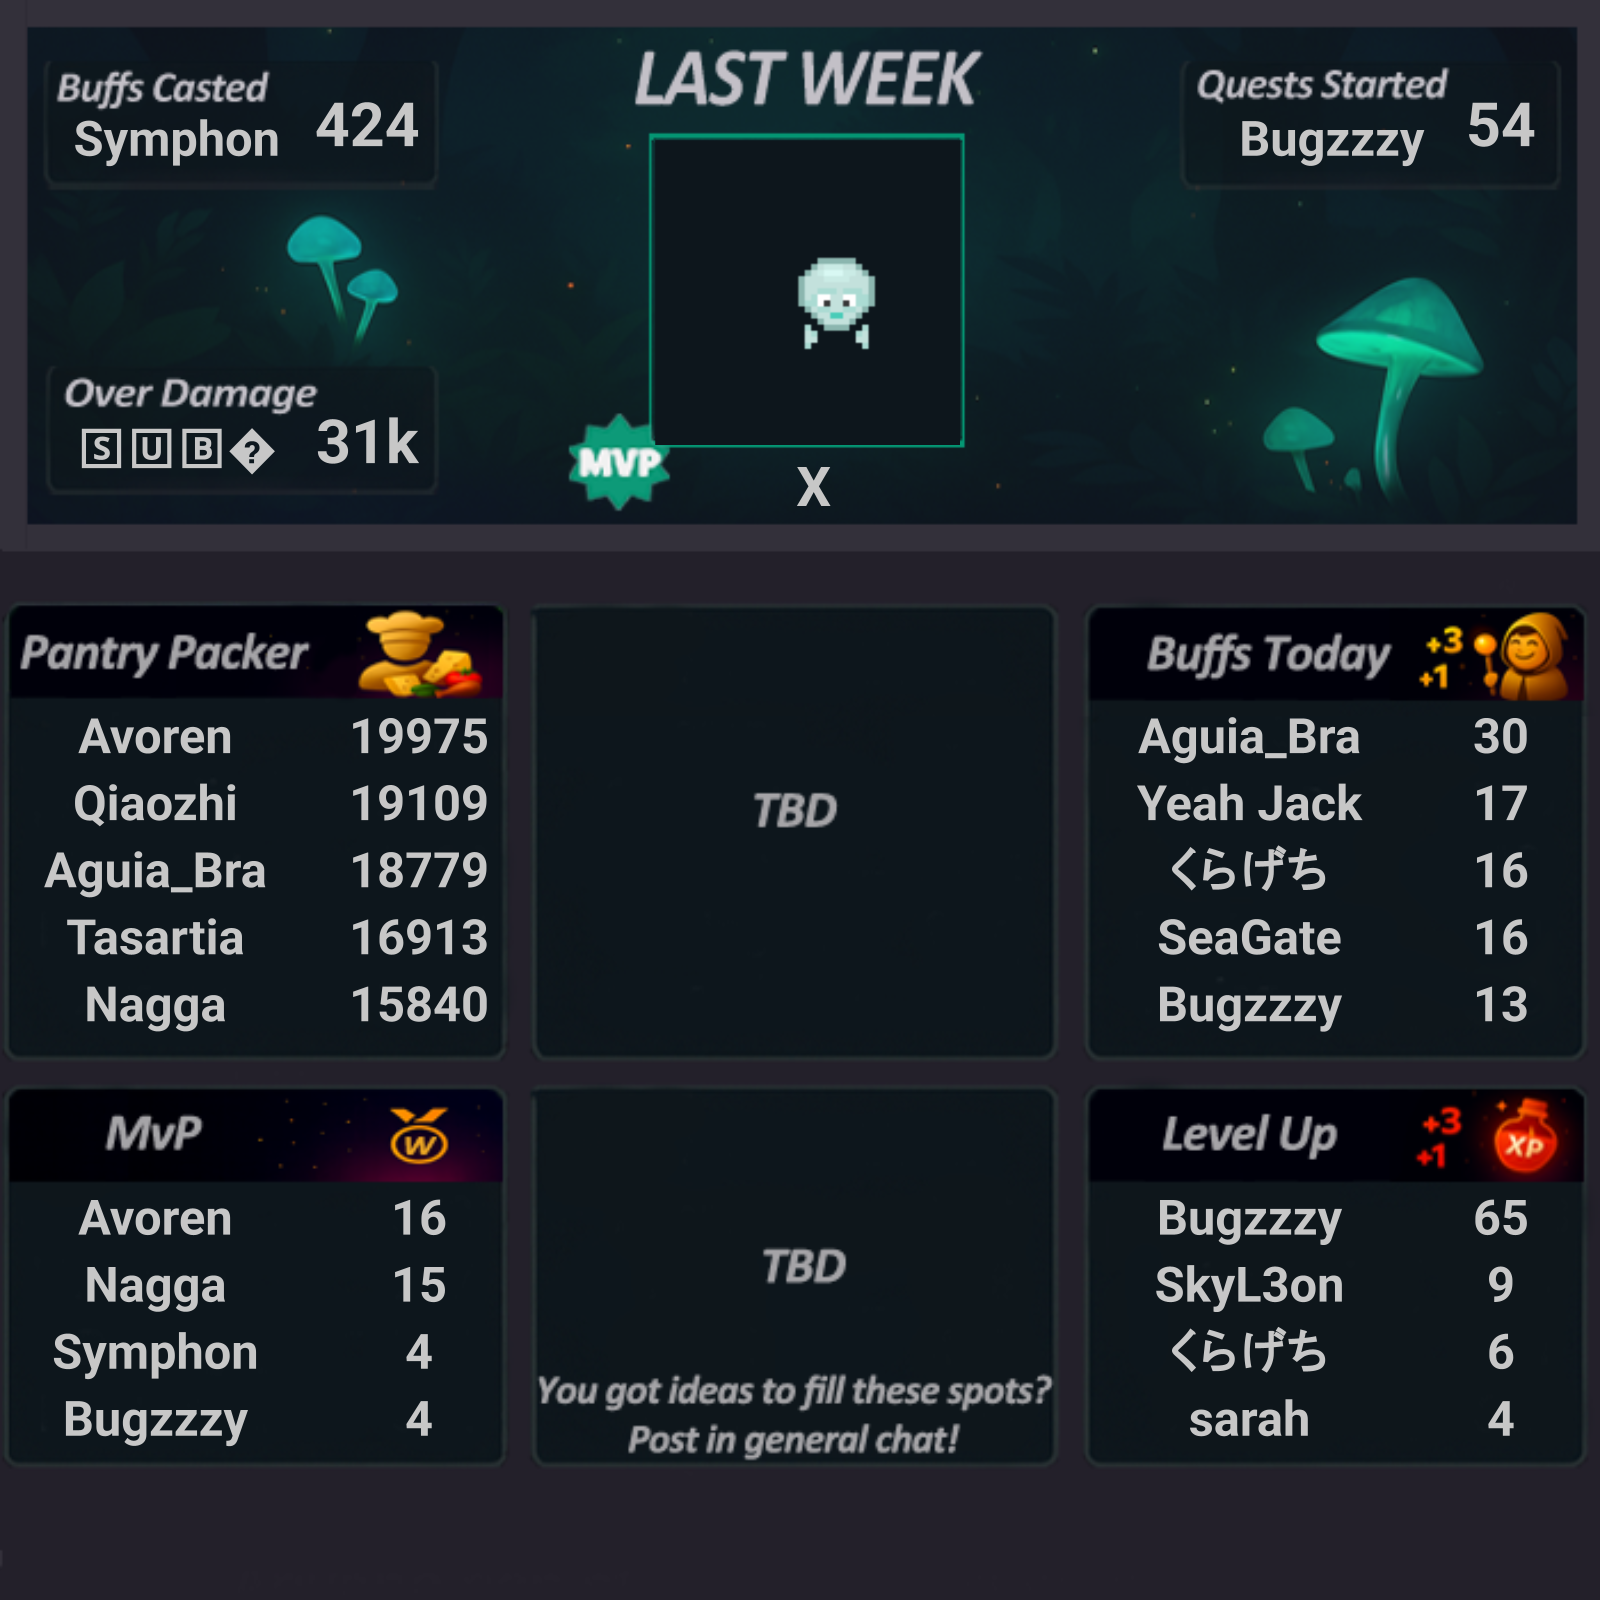 LAST WEEK
Buffs Casted
Symphon 424
Quests Started
Bugzzzy 54
Over Damage
🅂🅄🄱� 31k
MVP
X
Pantry Packer
Avoren 19975
Qiaozhi 19109
Aguia_Bra 18779
Tasartia 16913
Nagga 15840
TBD
Buffs Today +3 +1
Aguia_Bra 30
Yeah Jack 17
くらげち 16
SeaGate 16
Bugzzzy 13
MvP W
Avoren 16
Nagga 15
Symphon 4
Bugzzzy 4
TBD
You got ideas to fill these spots?
Post in general chat!
Level Up +3 +1 XP
Bugzzzy 65
SkyL3on 9
くらげち 6
sarah 4